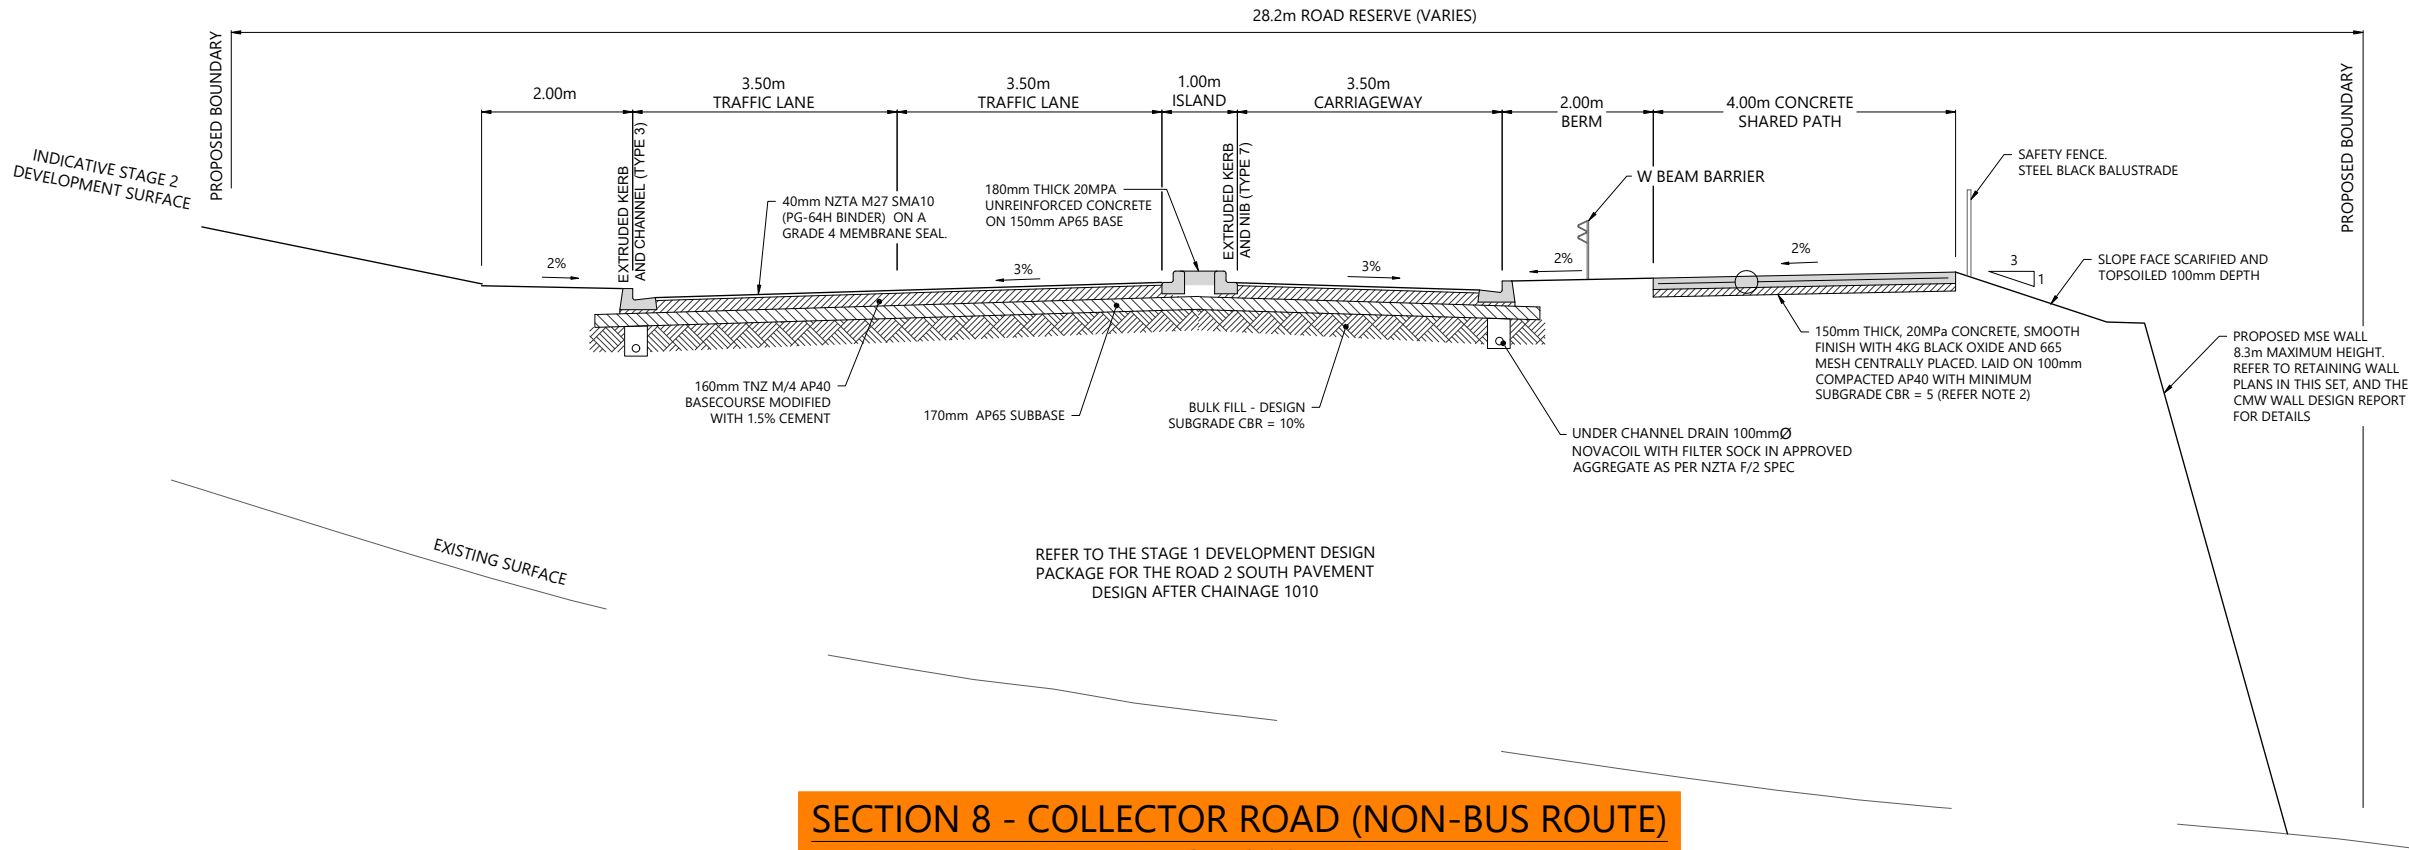 28.2m ROAD RESERVE (VARIES)
PROPOSED BOUNDARY
PROPOSED BOUNDARY
2.00m
3.50m
TRAFFIC LANE
3.50m
TRAFFIC LANE
1.00m
ISLAND
3.50m
CARRIAGEWAY
2.00m
BERM
4.00m CONCRETE
SHARED PATH
INDICATIVE STAGE 2
DEVELOPMENT SURFACE
EXTRUDED KERB
AND CHANNEL (TYPE 3)
40mm NZTA M27 SMA10
(PG-64H BINDER) ON A
GRADE 4 MEMBRANE SEAL.
180mm THICK 20MPA
UNREINFORCED CONCRETE
ON 150mm AP65 BASE
EXTRUDED KERB
AND NIB (TYPE 7)
W BEAM BARRIER
SAFETY FENCE.
STEEL BLACK BALUSTRADE
2%
3%
3%
2%
2%
3
1
SLOPE FACE SCARIFIED AND
TOPSOILED 100mm DEPTH
150mm THICK, 20MPa CONCRETE, SMOOTH
FINISH WITH 4KG BLACK OXIDE AND 665
MESH CENTRALLY PLACED. LAID ON 100mm
COMPACTED AP40 WITH MINIMUM
SUBGRADE CBR = 5 (REFER NOTE 2)
PROPOSED MSE WALL
8.3m MAXIMUM HEIGHT.
REFER TO RETAINING WALL
PLANS IN THIS SET, AND THE
CMW WALL DESIGN REPORT
FOR DETAILS
160mm TNZ M/4 AP40
BASECOURSE MODIFIED
WITH 1.5% CEMENT
170mm AP65 SUBBASE
BULK FILL - DESIGN
SUBGRADE CBR = 10%
UNDER CHANNEL DRAIN 100mmØ
NOVACOIL WITH FILTER SOCK IN APPROVED
AGGREGATE AS PER NZTA F/2 SPEC
EXISTING SURFACE
REFER TO THE STAGE 1 DEVELOPMENT DESIGN
PACKAGE FOR THE ROAD 2 SOUTH PAVEMENT
DESIGN AFTER CHAINAGE 1010
SECTION 8 - COLLECTOR ROAD (NON-BUS ROUTE)